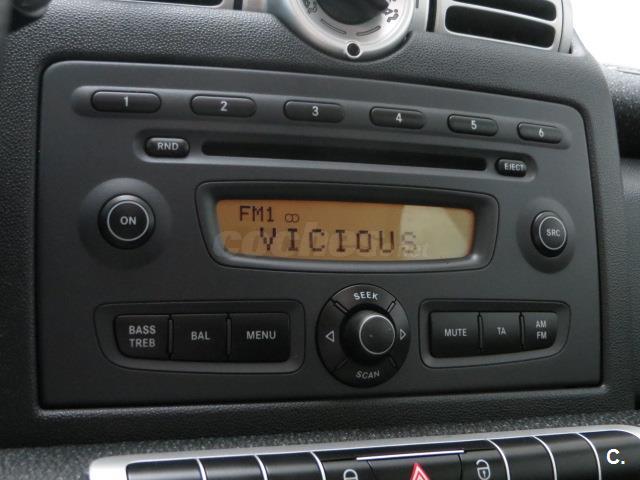 1 2 3 4 5 6
RND EJECT
ON FM1 SRC
VICIOUS
SEEK
BASS TREB BAL MENU MUTE TA AM FM
SCAN
C.